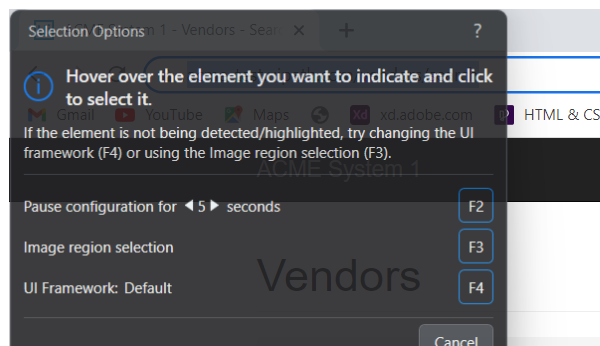 Selection Options
?
ACME System 1 - Vendors - Sear
Hover over the element you want to indicate and click
to select it.
Gmail YouTube Maps Xd xd.adobe.com HTML & CS
If the element is not being detected/highlighted, try changing the UI
framework (F4) or using the Image region selection (F3).
ACME System 1
Pause configuration for 5 seconds F2
Image region selection F3
Vendors
UI Framework: Default F4
Cancel